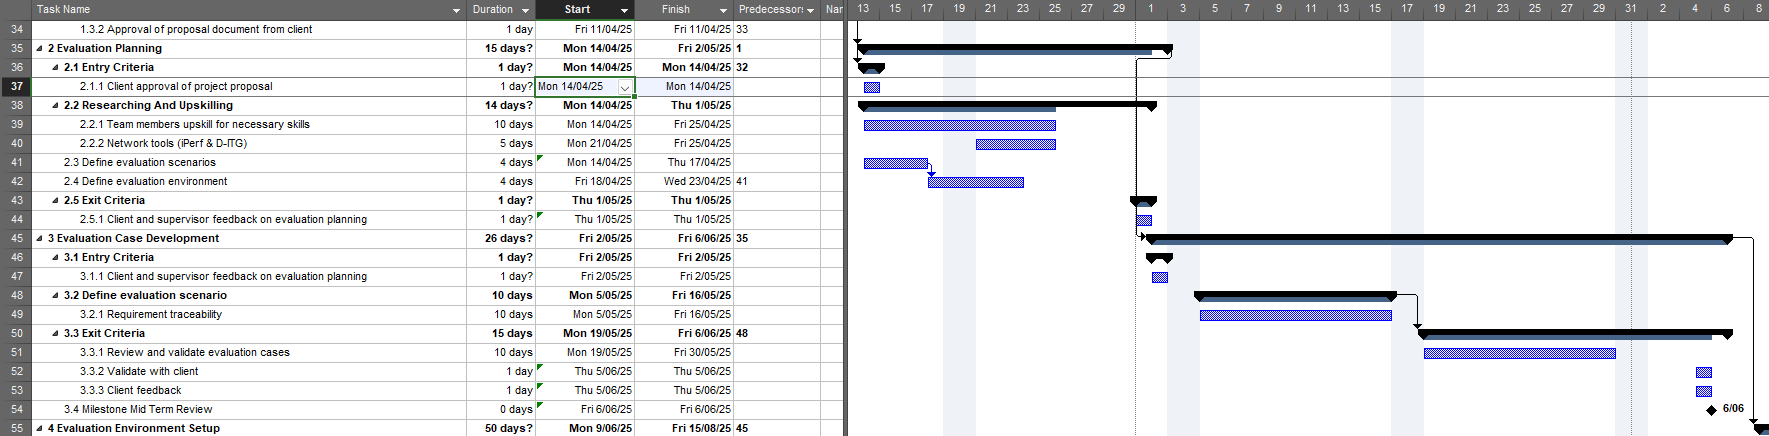 Task Name Duration Start Finish Predecessors Nar 13 15 17 19 21 23 25 27 29 1 3 5 7 9 11 13 15 17 19 21 23 25 27 29 31 2 4 6 8
34 1.3.2 Approval of proposal document from client 1 day Fri 11/04/25 Fri 11/04/25 33
35 2 Evaluation Planning 15 days? Mon 14/04/25 Fri 2/05/25 1
36 2.1 Entry Criteria 1 day? Mon 14/04/25 Mon 14/04/25 32
37 2.1.1 Client approval of project proposal 1 day? Mon 14/04/25 Mon 14/04/25
38 2.2 Researching And Upskilling 14 days? Mon 14/04/25 Thu 1/05/25
39 2.2.1 Team members upskill for necessary skills 10 days Mon 14/04/25 Fri 25/04/25
40 2.2.2 Network tools (iPerf & D-ITG) 5 days Mon 21/04/25 Fri 25/04/25
41 2.3 Define evaluation scenarios 4 days Mon 14/04/25 Thu 17/04/25
42 2.4 Define evaluation environment 4 days Fri 18/04/25 Wed 23/04/25 41
43 2.5 Exit Criteria 1 day? Thu 1/05/25 Thu 1/05/25
44 2.5.1 Client and supervisor feedback on evaluation planning 1 day? Thu 1/05/25 Thu 1/05/25
45 3 Evaluation Case Development 26 days? Fri 2/05/25 Fri 6/06/25 35
46 3.1 Entry Criteria 1 day? Fri 2/05/25 Fri 2/05/25
47 3.1.1 Client and supervisor feedback on evaluation planning 1 day? Fri 2/05/25 Fri 2/05/25
48 3.2 Define evaluation scenario 10 days Mon 5/05/25 Fri 16/05/25
49 3.2.1 Requirement traceability 10 days Mon 5/05/25 Fri 16/05/25
50 3.3 Exit Criteria 15 days Mon 19/05/25 Fri 6/06/25 48
51 3.3.1 Review and validate evaluation cases 10 days Mon 19/05/25 Fri 30/05/25
52 3.3.2 Validate with client 1 day Thu 5/06/25 Thu 5/06/25
53 3.3.3 Client feedback 1 day Thu 5/06/25 Thu 5/06/25
54 3.4 Milestone Mid Term Review 0 days Fri 6/06/25 Fri 6/06/25 6/06
55 4 Evaluation Environment Setup 50 days? Mon 9/06/25 Fri 15/08/25 45